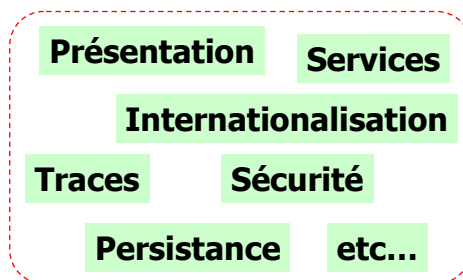 Présentation
Services
Internationalisation
Traces
Sécurité
Persistance
etc...